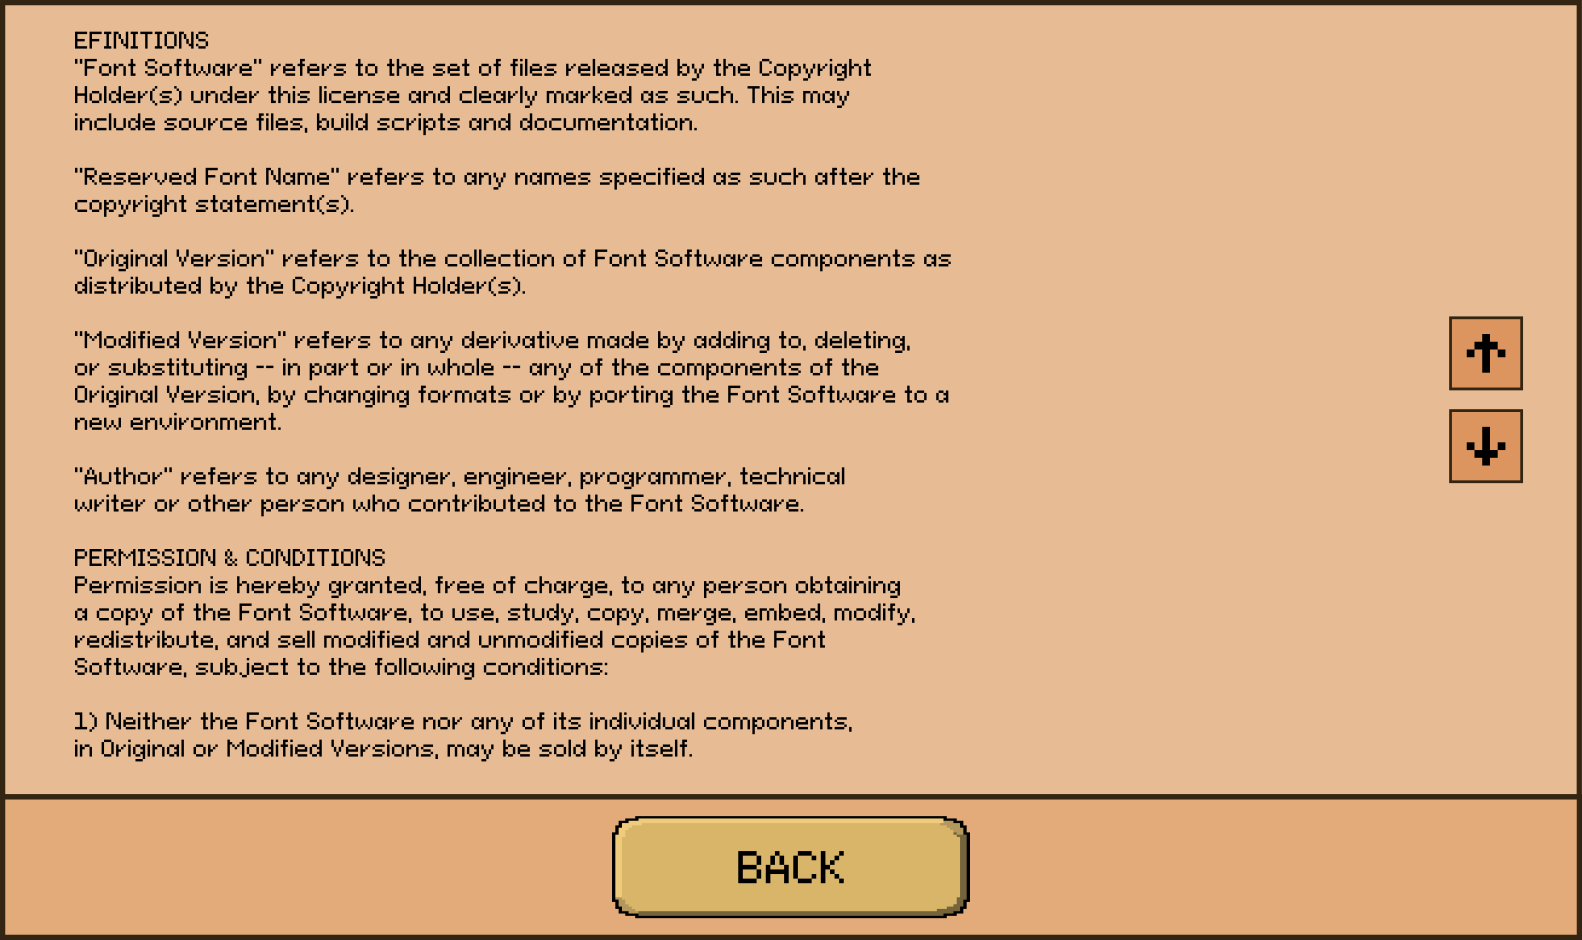 EFINITIONS
"Font Software" refers to the set of files released by the Copyright
Holder(s) under this license and clearly marked as such. This may
include source files, build scripts and documentation.
"Reserved Font Name" refers to any names specified as such after the
copyright statement(s).
"Original Version" refers to the collection of Font Software components as
distributed by the Copyright Holder(s).
"Modified Version" refers to any derivative made by adding to, deleting,
or substituting -- in part or in whole -- any of the components of the
Original Version, by changing formats or by porting the Font Software to a
new environment.
"Author" refers to any designer, engineer, programmer, technical
writer or other person who contributed to the Font Software.
PERMISSION & CONDITIONS
Permission is hereby granted, free of charge, to any person obtaining
a copy of the Font Software, to use, study, copy, merge, embed, modify,
redistribute, and sell modified and unmodified copies of the Font
Software, subject to the following conditions:
1) Neither the Font Software nor any of its individual components,
in Original or Modified Versions, may be sold by itself.
BACK